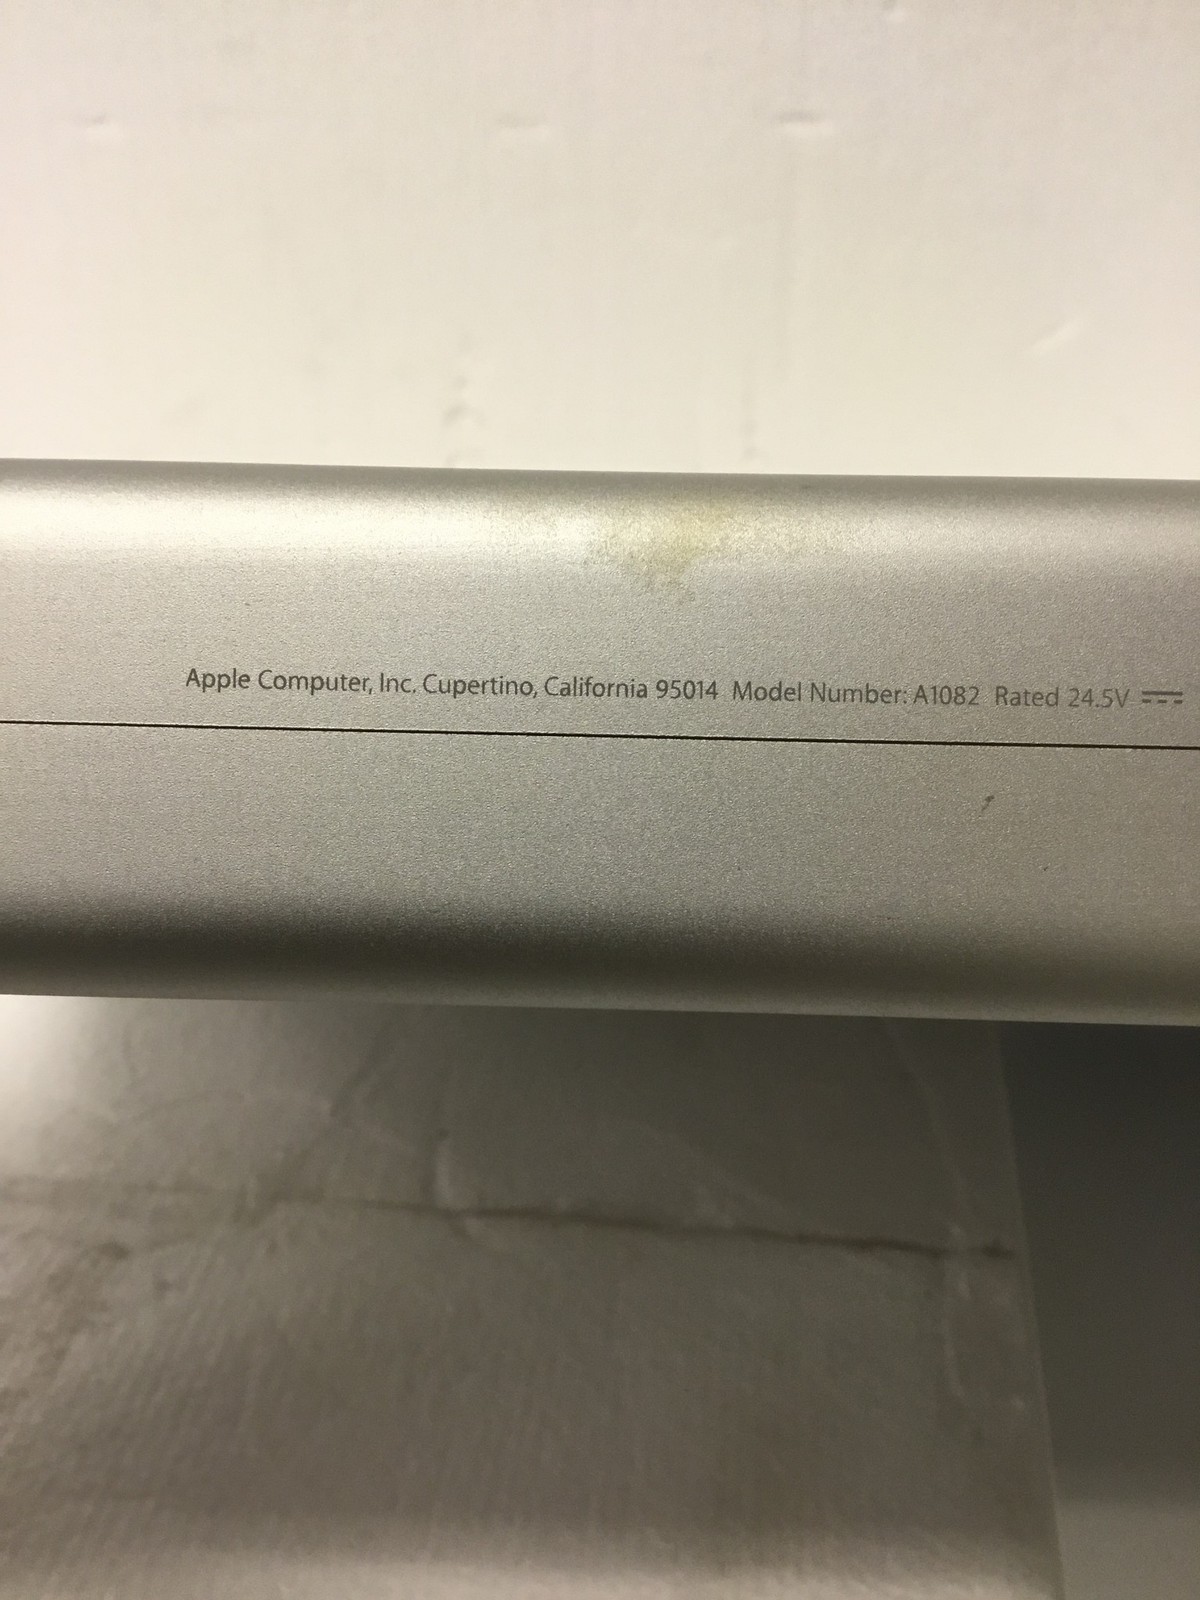 Apple Computer, Inc. Cupertino, California 95014 Model Number: A1082 Rated 24.5V ⎓